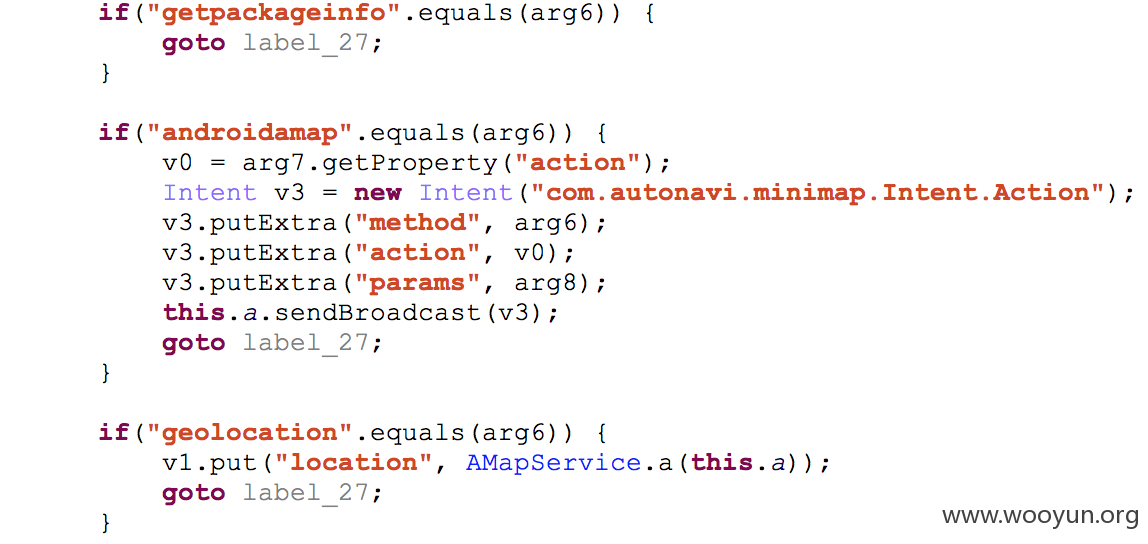 if("getpackageinfo".equals(arg6)) {
goto label_27;
}
if("androidamap".equals(arg6)) {
v0 = arg7.getProperty("action");
Intent v3 = new Intent("com.autonavi.minimap.Intent.Action");
v3.putExtra("method", arg6);
v3.putExtra("action", v0);
v3.putExtra("params", arg8);
this.a.sendBroadcast(v3);
goto label_27;
}
if("geolocation".equals(arg6)) {
v1.put("location", AMapService.a(this.a));
goto label_27;
}
www.wooyun.org